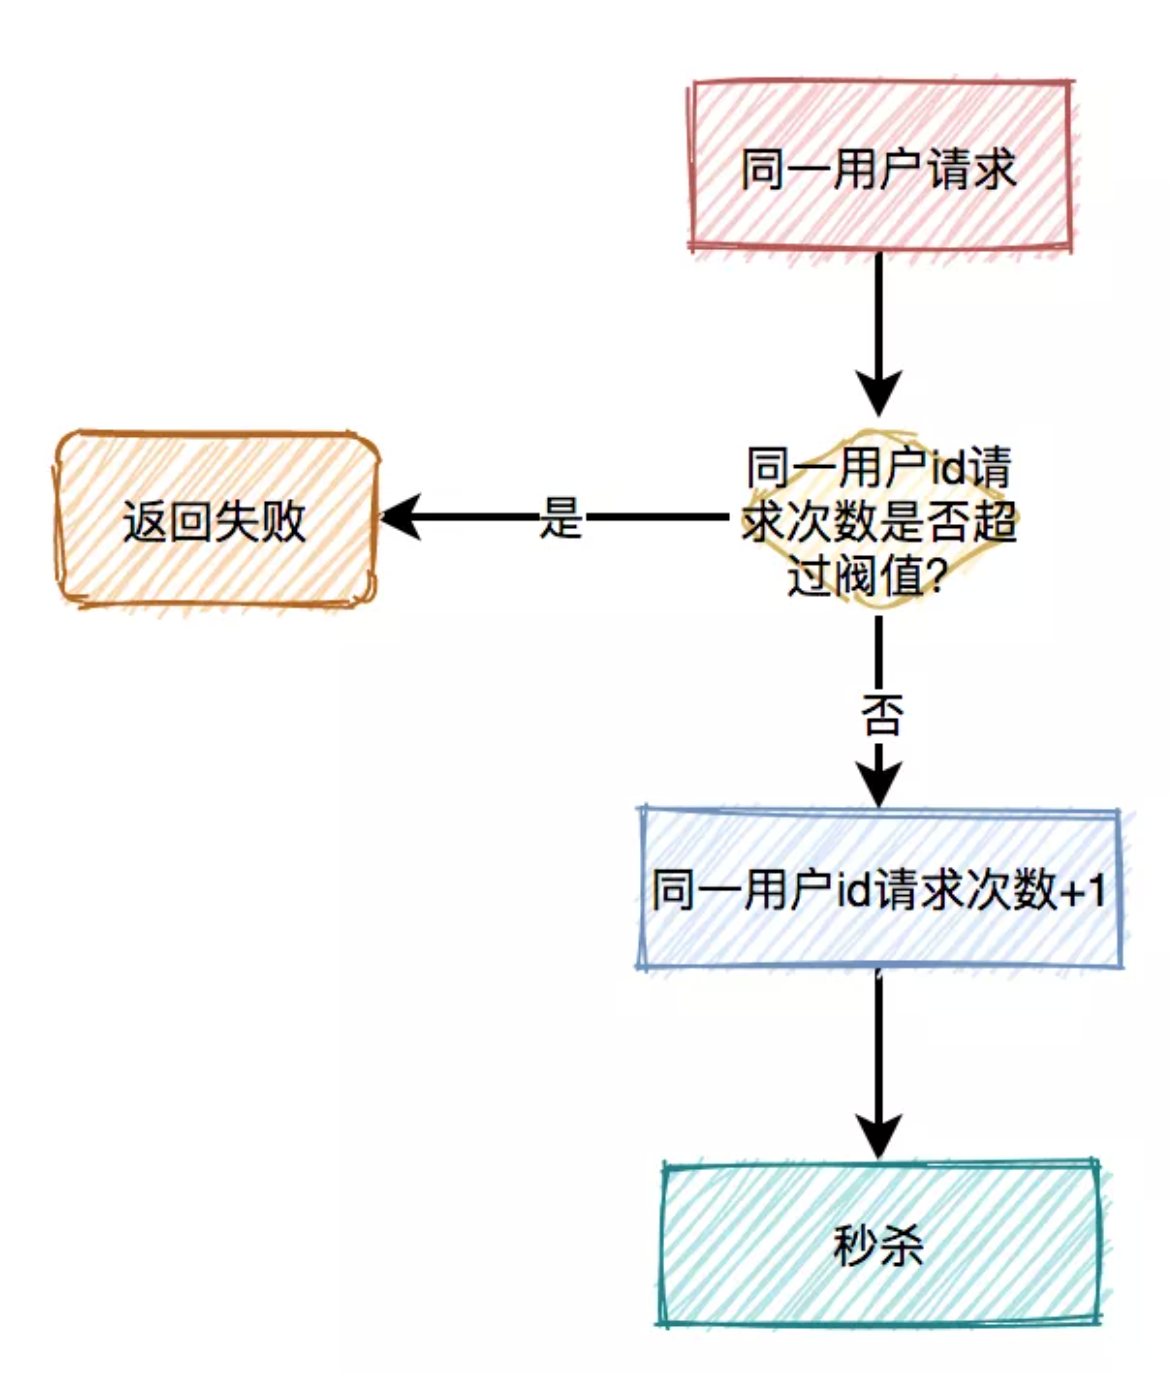 同一用户请求
同一用户id请
求次数是否超
过阀值?
是
返回失败
否
同一用户id请求次数+1
秒杀